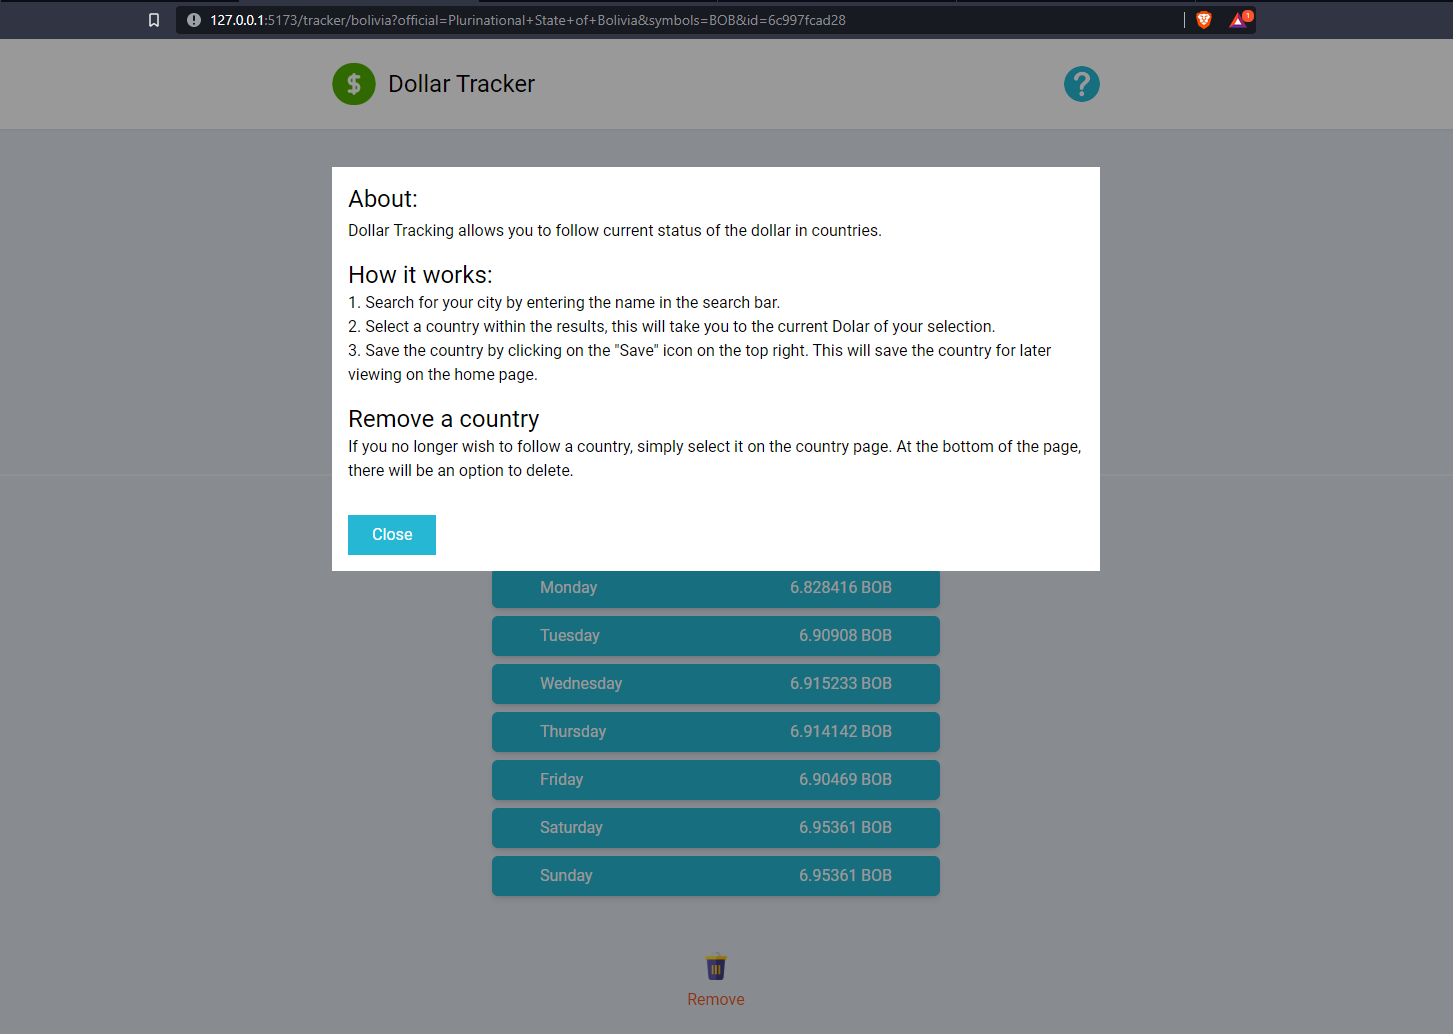 127.0.0.1:5173/tracker/bolivia?official=Plurinational+State+of+Bolivia&symbols=BOB&id=6c997fcad28
1
$ Dollar Tracker
?
About:
Dollar Tracking allows you to follow current status of the dollar in countries.
How it works:
1. Search for your city by entering the name in the search bar.
2. Select a country within the results, this will take you to the current Dolar of your selection.
3. Save the country by clicking on the "Save" icon on the top right. This will save the country for later
viewing on the home page.
Remove a country
If you no longer wish to follow a country, simply select it on the country page. At the bottom of the page,
there will be an option to delete.
Close
Monday 6.828416 BOB
Tuesday 6.90908 BOB
Wednesday 6.915233 BOB
Thursday 6.914142 BOB
Friday 6.90469 BOB
Saturday 6.95361 BOB
Sunday 6.95361 BOB
Remove